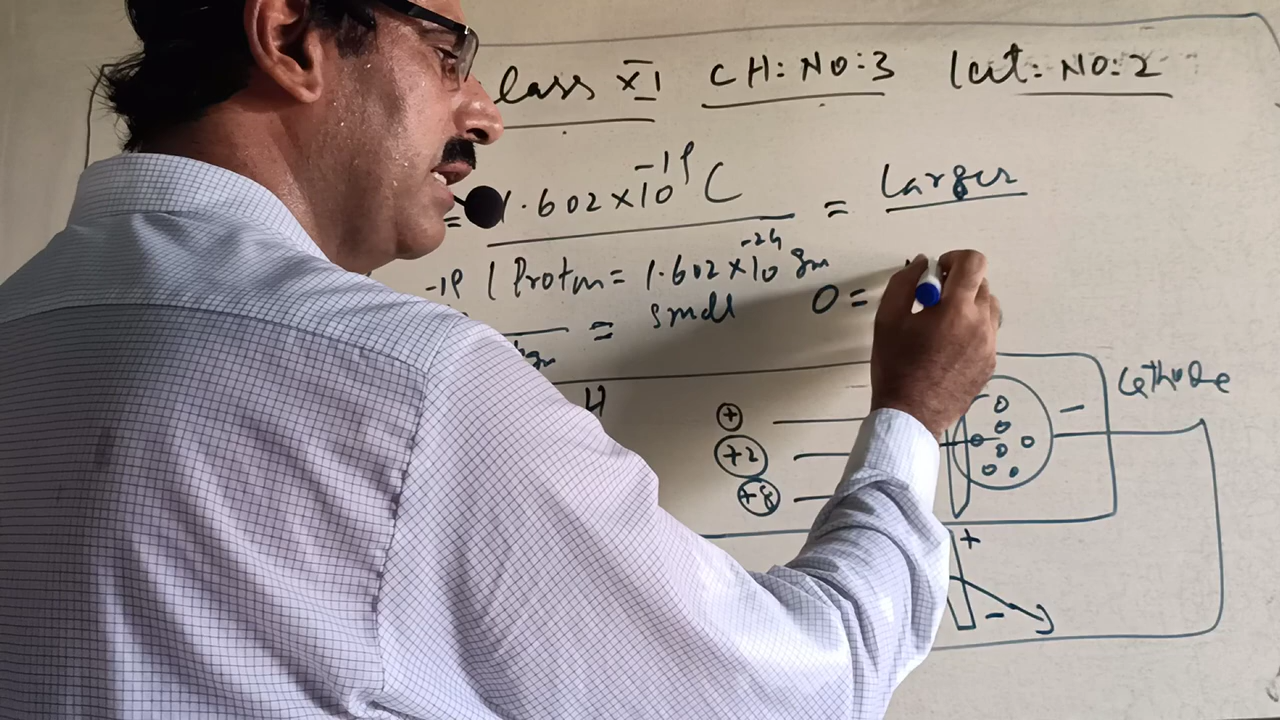 lass XI CH: NO: 3 Lect: NO: 2
= 1.602×10⁻¹⁹ C = Larger
⁻¹⁹ 1 Proton = 1.602×10⁻²⁴ gm
= small O =
H
Cathode
+ −
+2
+8
+
−